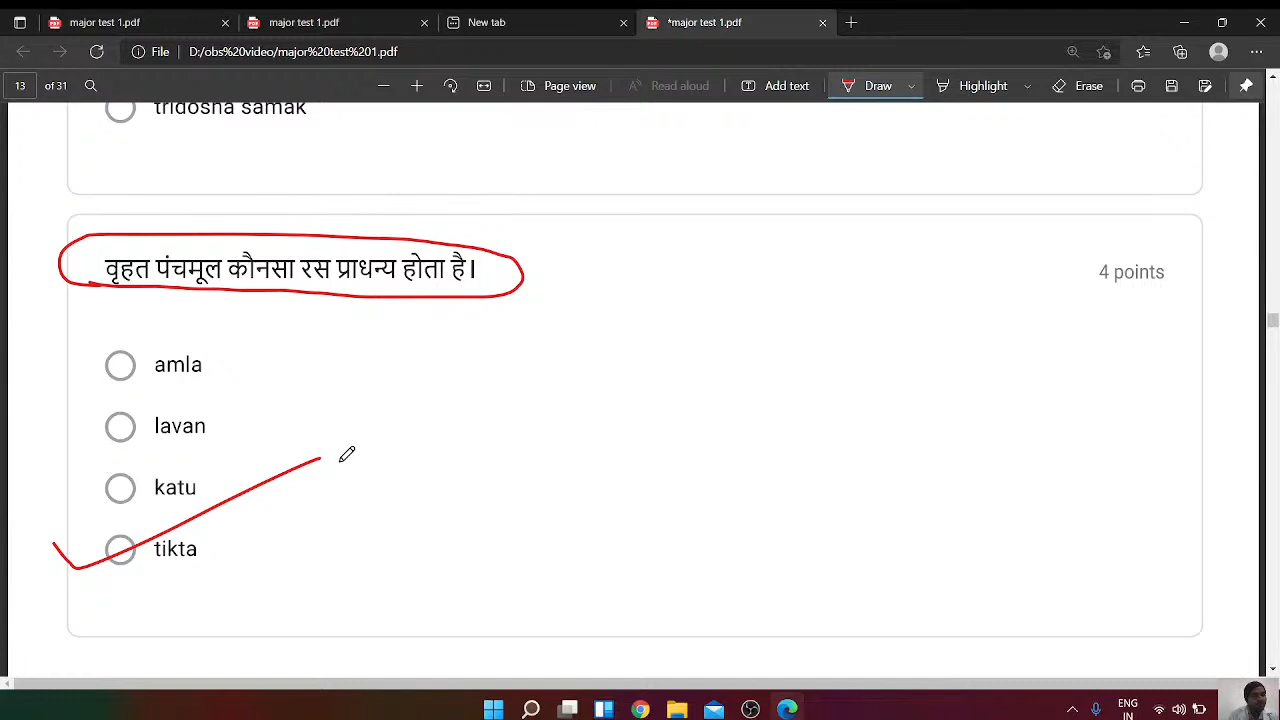 major test 1.pdf
major test 1.pdf
New tab
*major test 1.pdf
File
D:/obs%20video/major%20test%201.pdf
13 of 31
Page view
Read aloud
Add text
Draw
Highlight
Erase
tridosha samak
वृहत पंचमूल कौनसा रस प्राधन्य होता है।
4 points
amla
lavan
katu
tikta
ENG
IN